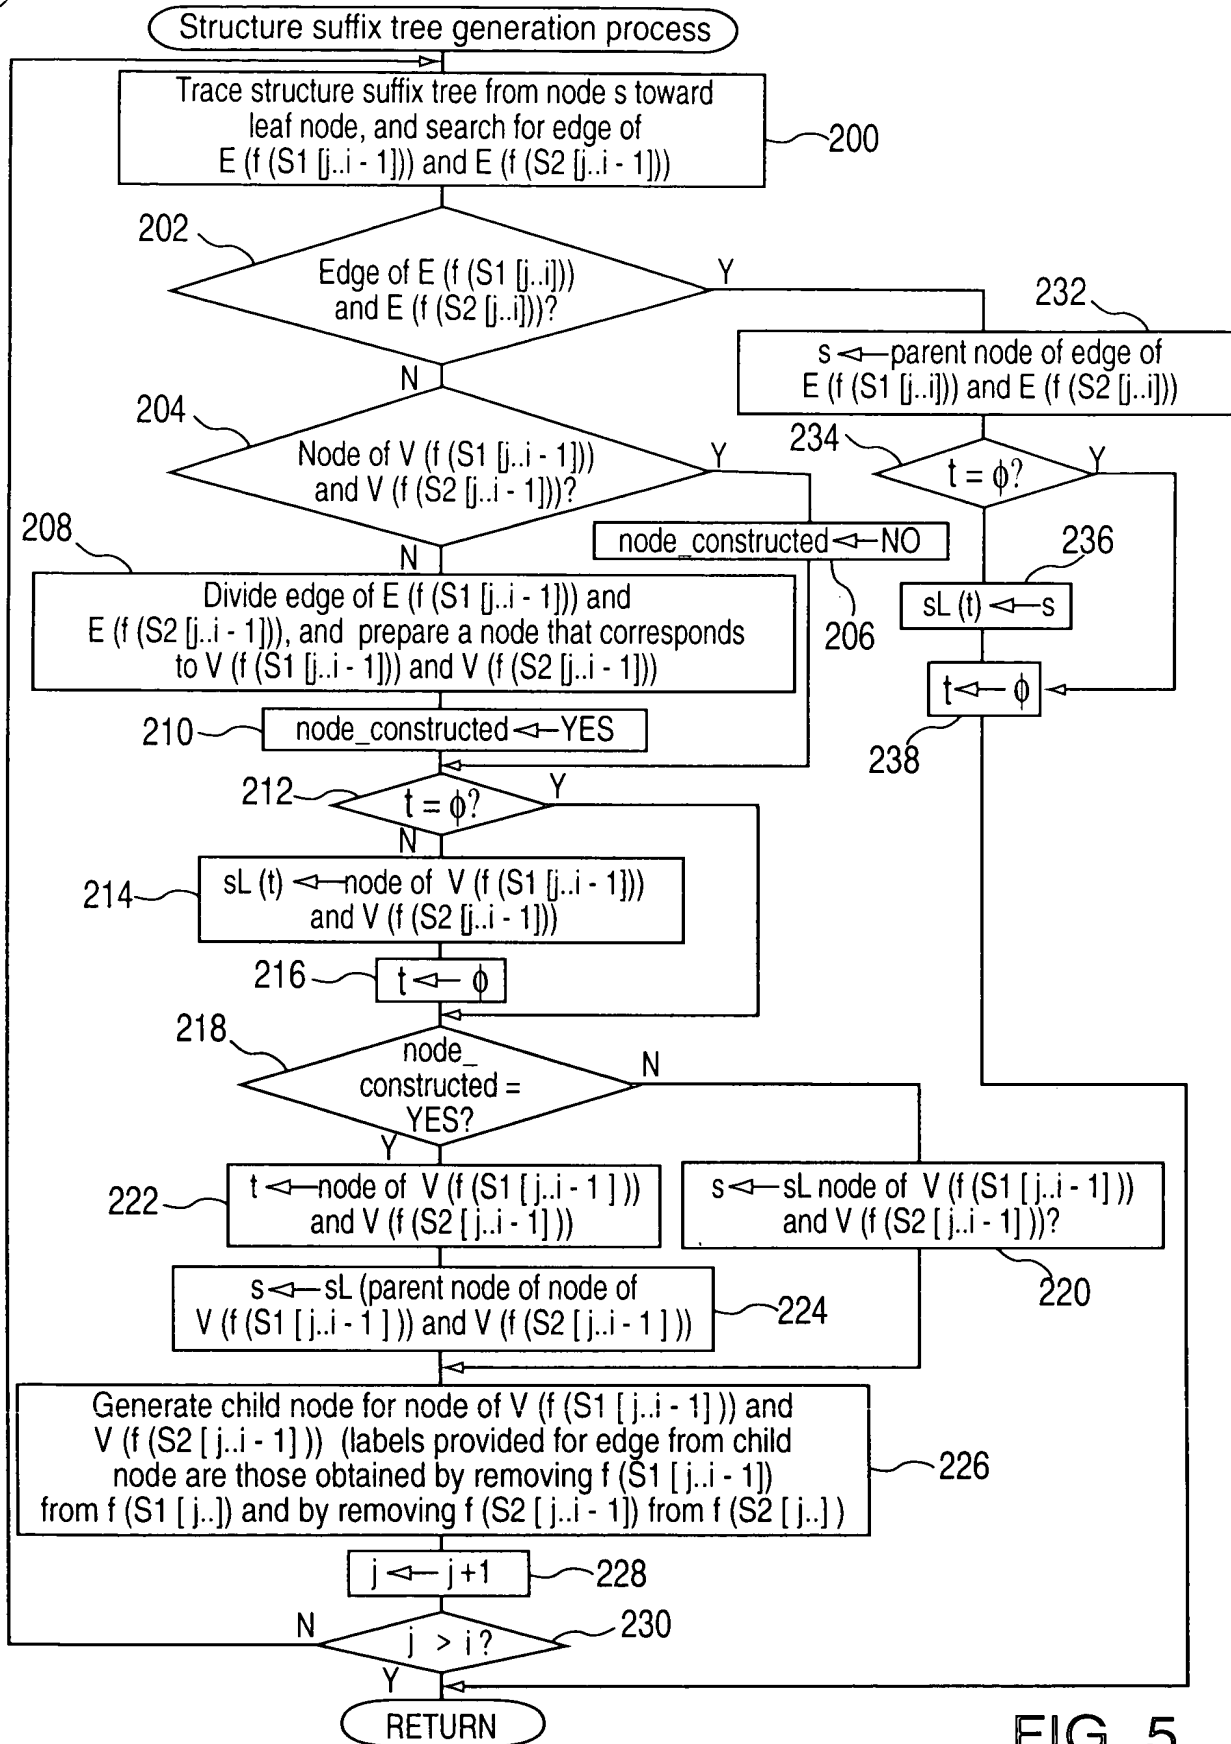 Structure suffix tree generation process
Trace structure suffix tree from node s toward
leaf node, and search for edge of
E (f (S1 [j..i - 1])) and E (f (S2 [j..i - 1]))
200
202
Edge of E (f (S1 [j..i]))
and E (f (S2 [j..i]))?
Y
N
232
s ← parent node of edge of
E (f (S1 [j..i])) and E (f (S2 [j..i]))
204
Node of V (f (S1 [j..i - 1]))
and V (f (S2 [j..i - 1]))?
Y
N
234
t = ϕ?
Y
node_constructed ← NO
206
236
sL (t) ← s
208
Divide edge of E (f (S1 [j..i - 1])) and
E (f (S2 [j..i - 1])), and prepare a node that corresponds
to V (f (S1 [j..i - 1])) and V (f (S2 [j..i - 1]))
t ← ϕ
238
210
node_constructed ← YES
212
t = ϕ?
Y
N
214
sL (t) ← node of V (f (S1 [j..i - 1]))
and V (f (S2 [j..i - 1]))
216
t ← ϕ
218
node_
constructed =
YES?
N
Y
222
t ← node of V (f (S1 [ j..i - 1 ] ))
and V (f (S2 [ j..i - 1] ))
s ← sL node of V (f (S1 [ j..i - 1] ))
and V (f (S2 [ j..i - 1] ))?
220
s ← sL (parent node of node of
V (f (S1 [ j..i - 1 ] )) and V (f (S2 [ j..i - 1 ] ))
224
Generate child node for node of V (f (S1 [ j..i - 1] )) and
V (f (S2 [ j..i - 1] )) (labels provided for edge from child
node are those obtained by removing f (S1 [ j..i - 1])
from f (S1 [ j..]) and by removing f (S2 [ j..i - 1]) from f (S2 [ j..] )
226
j ← j +1
228
N
j > i ?
230
Y
RETURN
FIG. 5